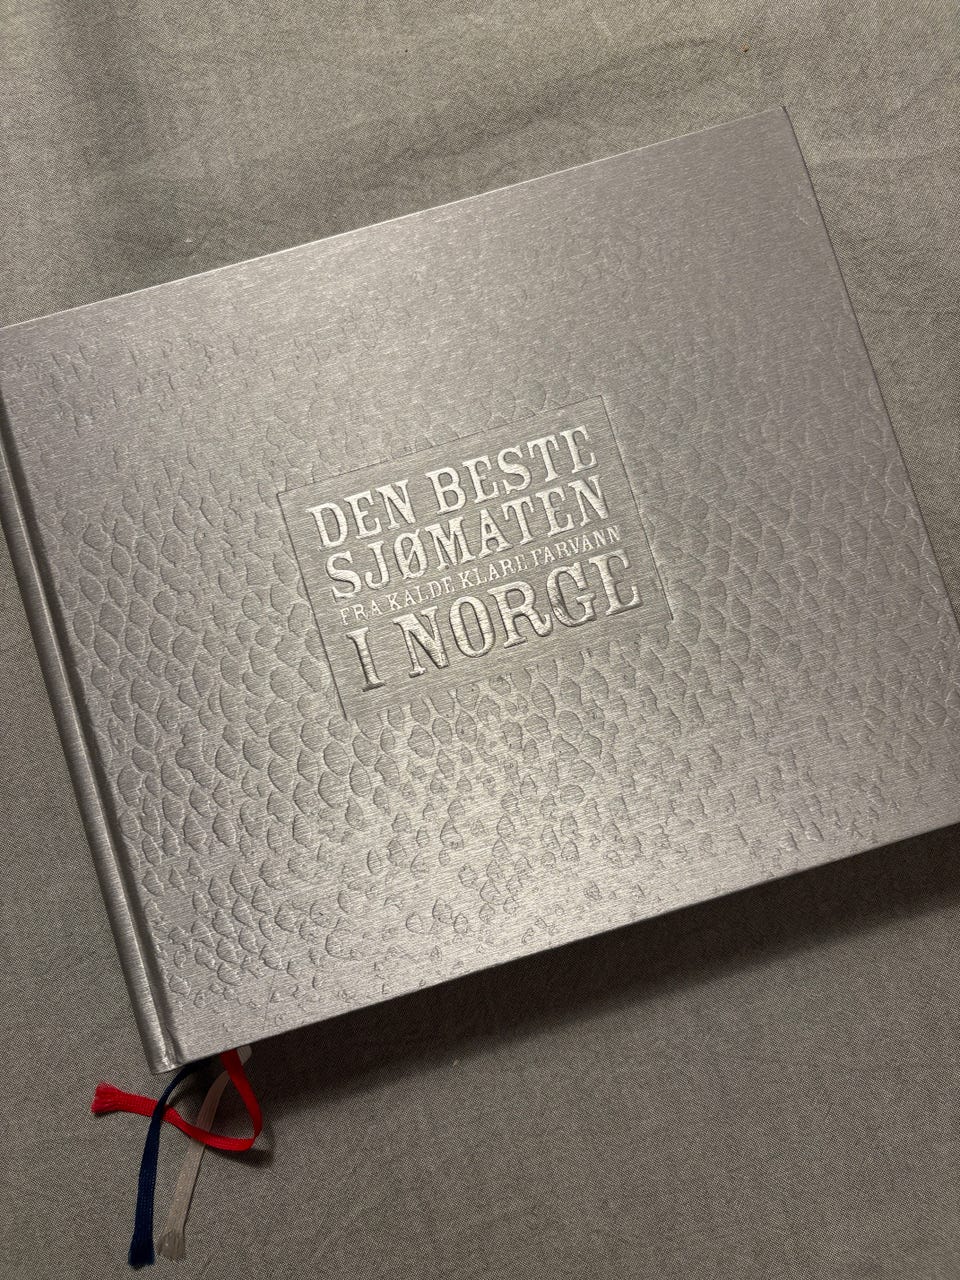 DEN BESTE
SJØMATEN
FRA KALDE KLARE FARVANN
I NORGE